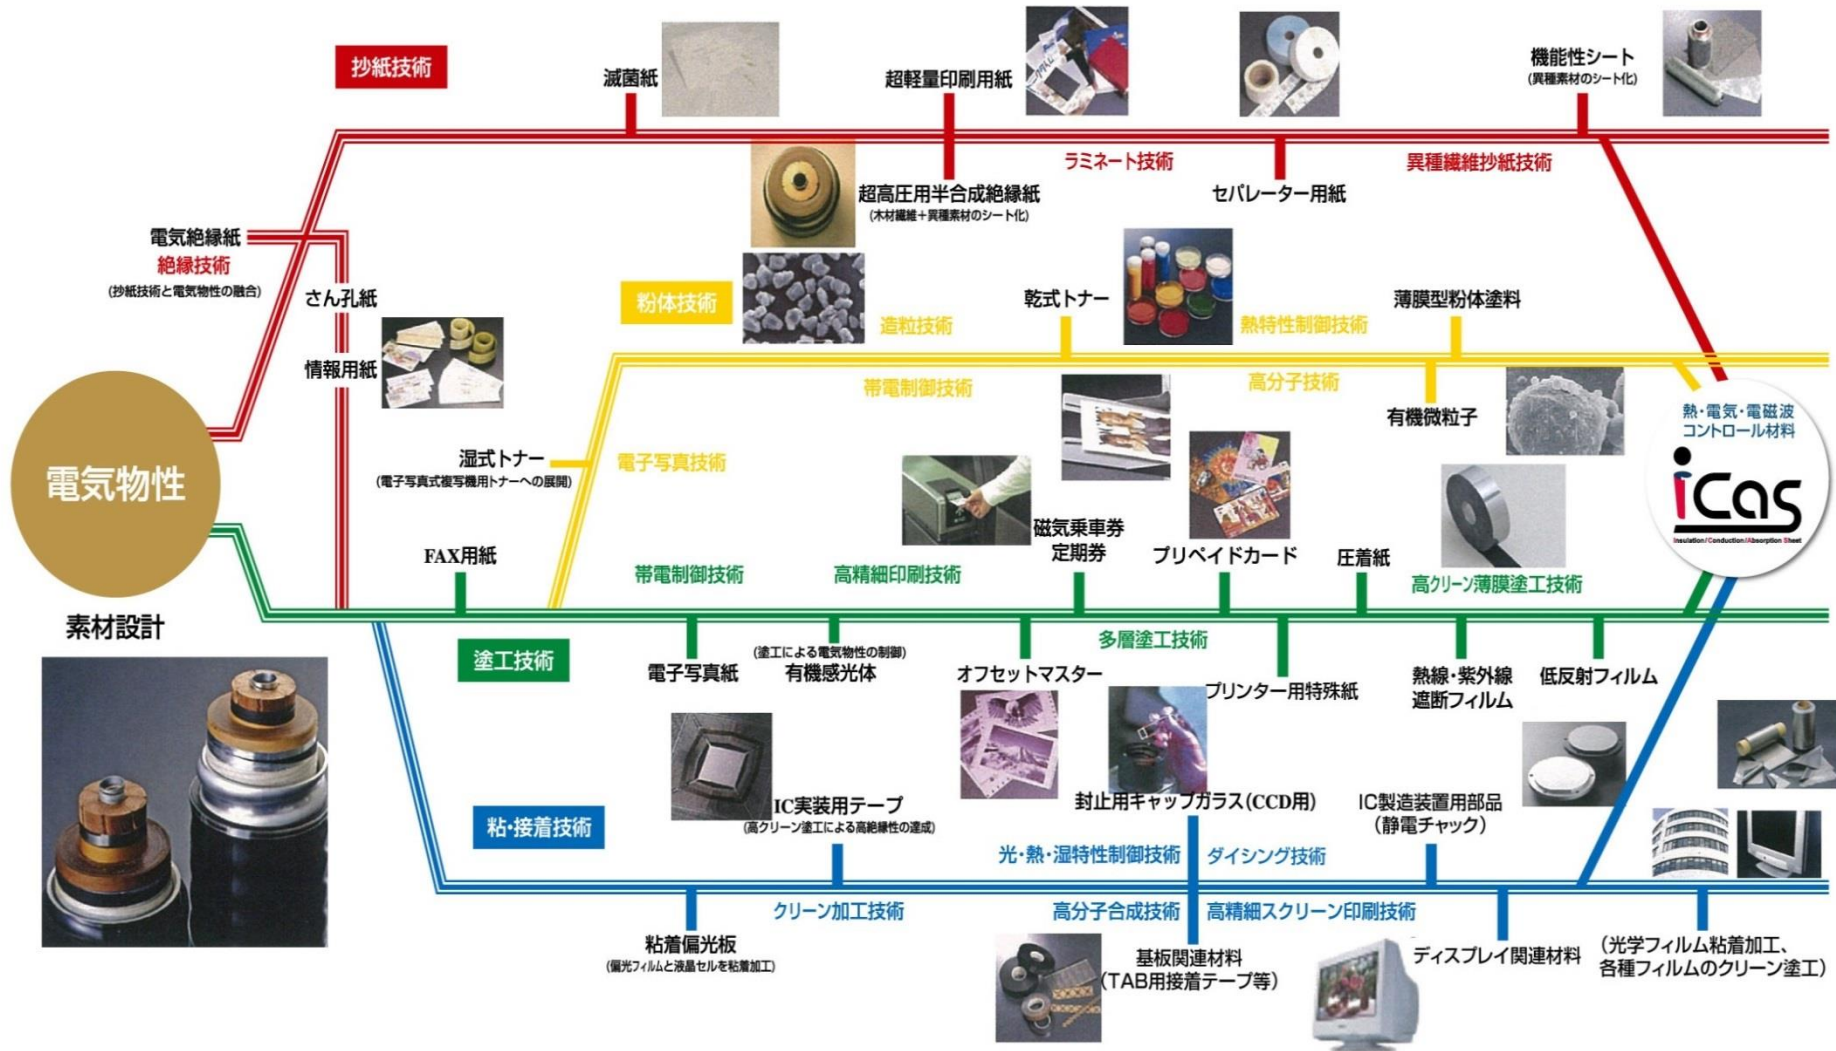 抄紙技術
滅菌紙
超軽量印刷用紙
機能性シート
(異種素材のシート化)
ラミネート技術
異種繊維抄紙技術
超高圧用半合成絶縁紙
(木材繊維+異種素材のシート化)
セパレーター用紙
電気絶縁紙
絶縁技術
(抄紙技術と電気物性の融合)
さん孔紙
情報用紙
粉体技術
造粒技術
乾式トナー
熱特性制御技術
薄膜型粉体塗料
帯電制御技術
高分子技術
有機微粒子
湿式トナー
(電子写真式複写機用トナーへの展開)
電子写真技術
熱・電気・電磁波
コントロール材料
iCas
Insulation/Conduction/Absorption Sheet
電気物性
素材設計
FAX用紙
帯電制御技術
高精細印刷技術
磁気乗車券
定期券
プリペイドカード
圧着紙
高クリーン薄膜塗工技術
塗工技術
電子写真紙
(塗工による電気物性の制御)
有機感光体
オフセットマスター
多層塗工技術
プリンター用特殊紙
熱線・紫外線
遮断フィルム
低反射フィルム
粘・接着技術
IC実装用テープ
(高クリーン塗工による高絶縁性の達成)
封止用キャップガラス(CCD用)
IC製造装置用部品
(静電チャック)
光・熱・湿特性制御技術
ダイシング技術
クリーン加工技術
高分子合成技術
高精細スクリーン印刷技術
粘着偏光板
(偏光フィルムと液晶セルを粘着加工)
基板関連材料
(TAB用接着テープ等)
ディスプレイ関連材料
(光学フィルム粘着加工、
各種フィルムのクリーン塗工)